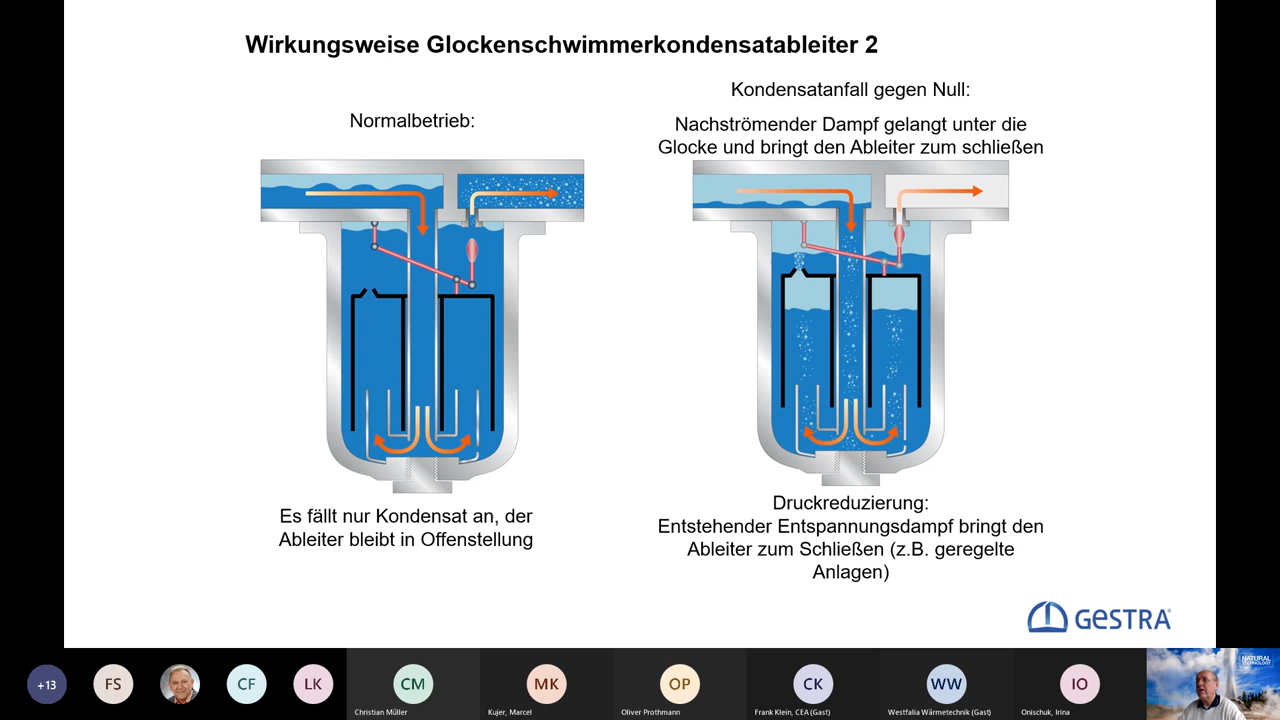 Wirkungsweise Glockenschwimmerkondensatableiter 2
Normalbetrieb:
Kondensatanfall gegen Null:
Nachströmender Dampf gelangt unter die
Glocke und bringt den Ableiter zum schließen
Es fällt nur Kondensat an, der
Ableiter bleibt in Offenstellung
Druckreduzierung:
Entstehender Entspannungsdampf bringt den
Ableiter zum Schließen (z.B. geregelte
Anlagen)
GESTRA
+13
FS
CF
LK
CM
Christian Müller
MK
Kujer, Marcel
OP
Oliver Prothmann
CK
Frank Klein, CEA (Gast)
WW
Westfalia Wärmetechnik (Gast)
IO
Onischuk, Irina
NATURAL
TECHNOLOGY